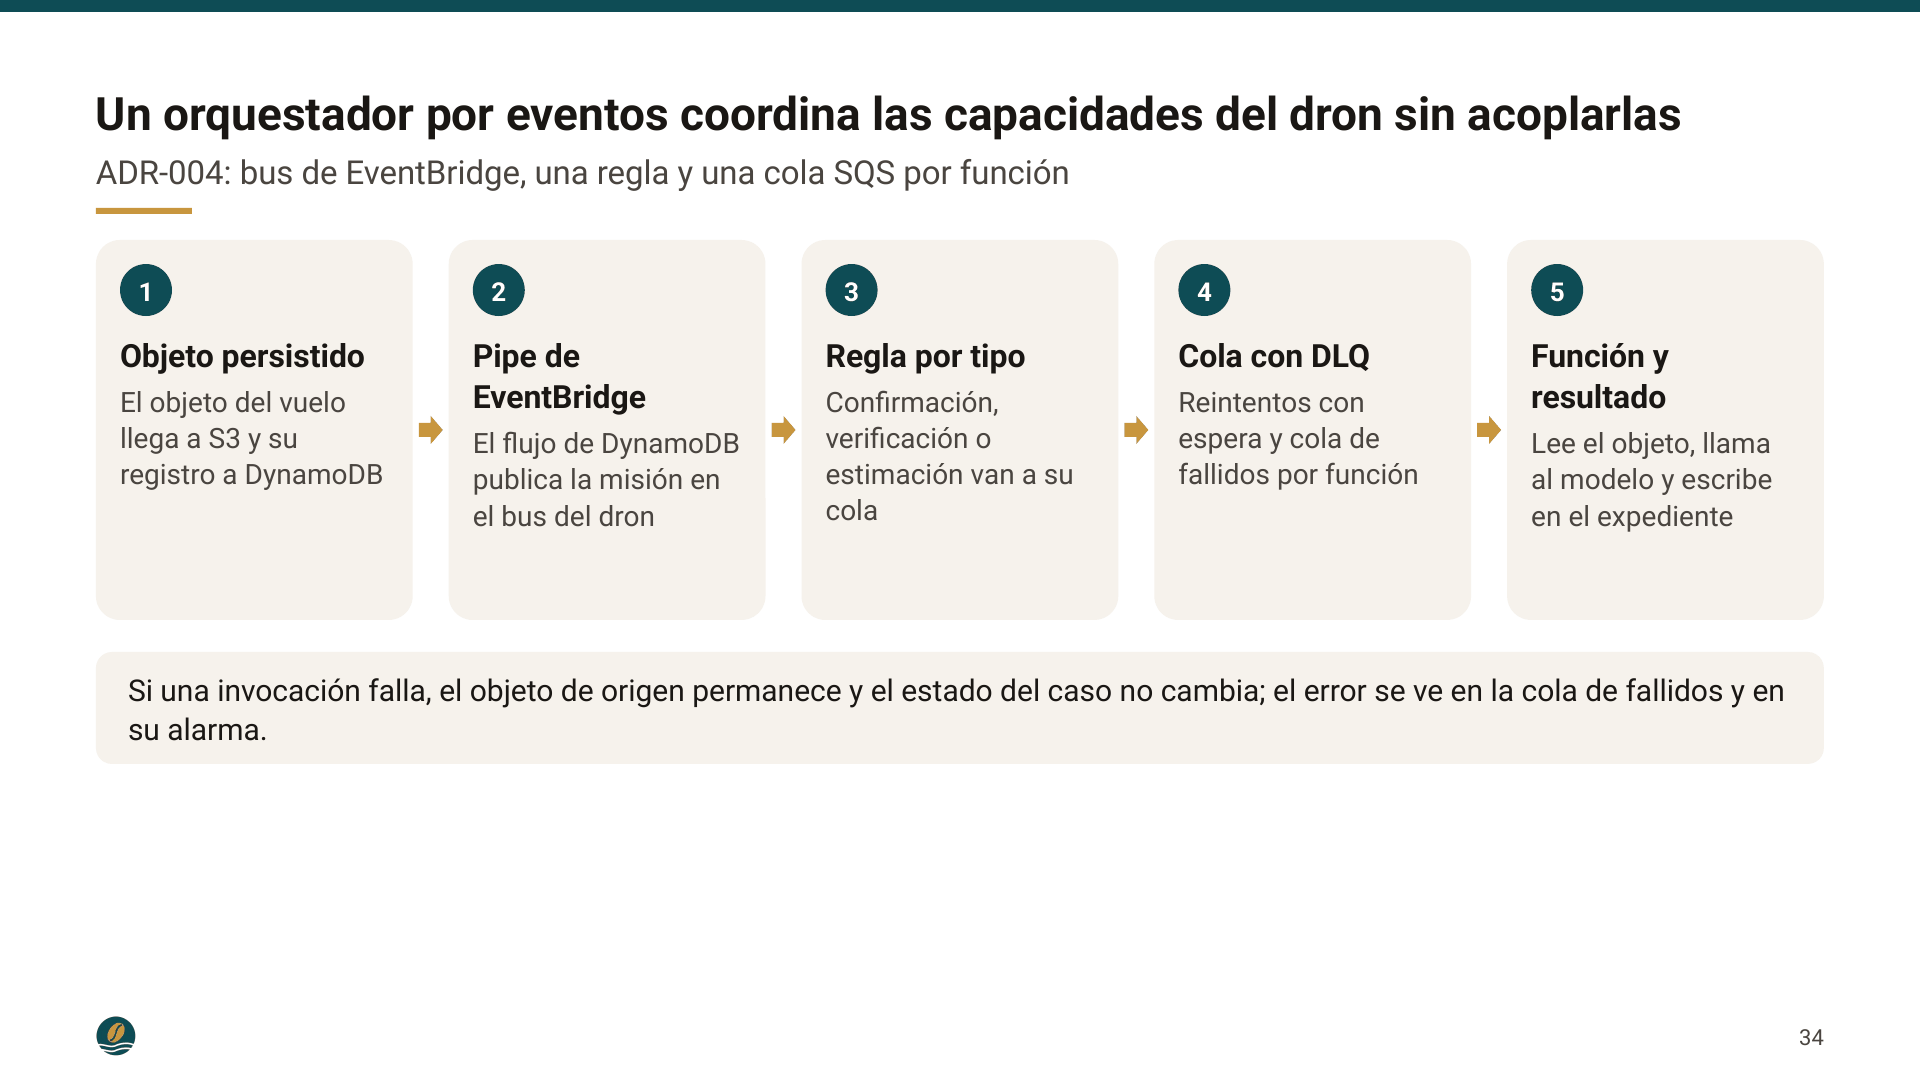 Un orquestador por eventos coordina las capacidades del dron sin acoplarlas
ADR-004: bus de EventBridge, una regla y una cola SQS por función
1
Objeto persistido
El objeto del vuelo
llega a S3 y su
registro a DynamoDB
2
Pipe de
EventBridge
El flujo de DynamoDB
publica la misión en
el bus del dron
3
Regla por tipo
Confirmación,
verificación o
estimación van a su
cola
4
Cola con DLQ
Reintentos con
espera y cola de
fallidos por función
5
Función y
resultado
Lee el objeto, llama
al modelo y escribe
en el expediente
Si una invocación falla, el objeto de origen permanece y el estado del caso no cambia; el error se ve en la cola de fallidos y en
su alarma.
34